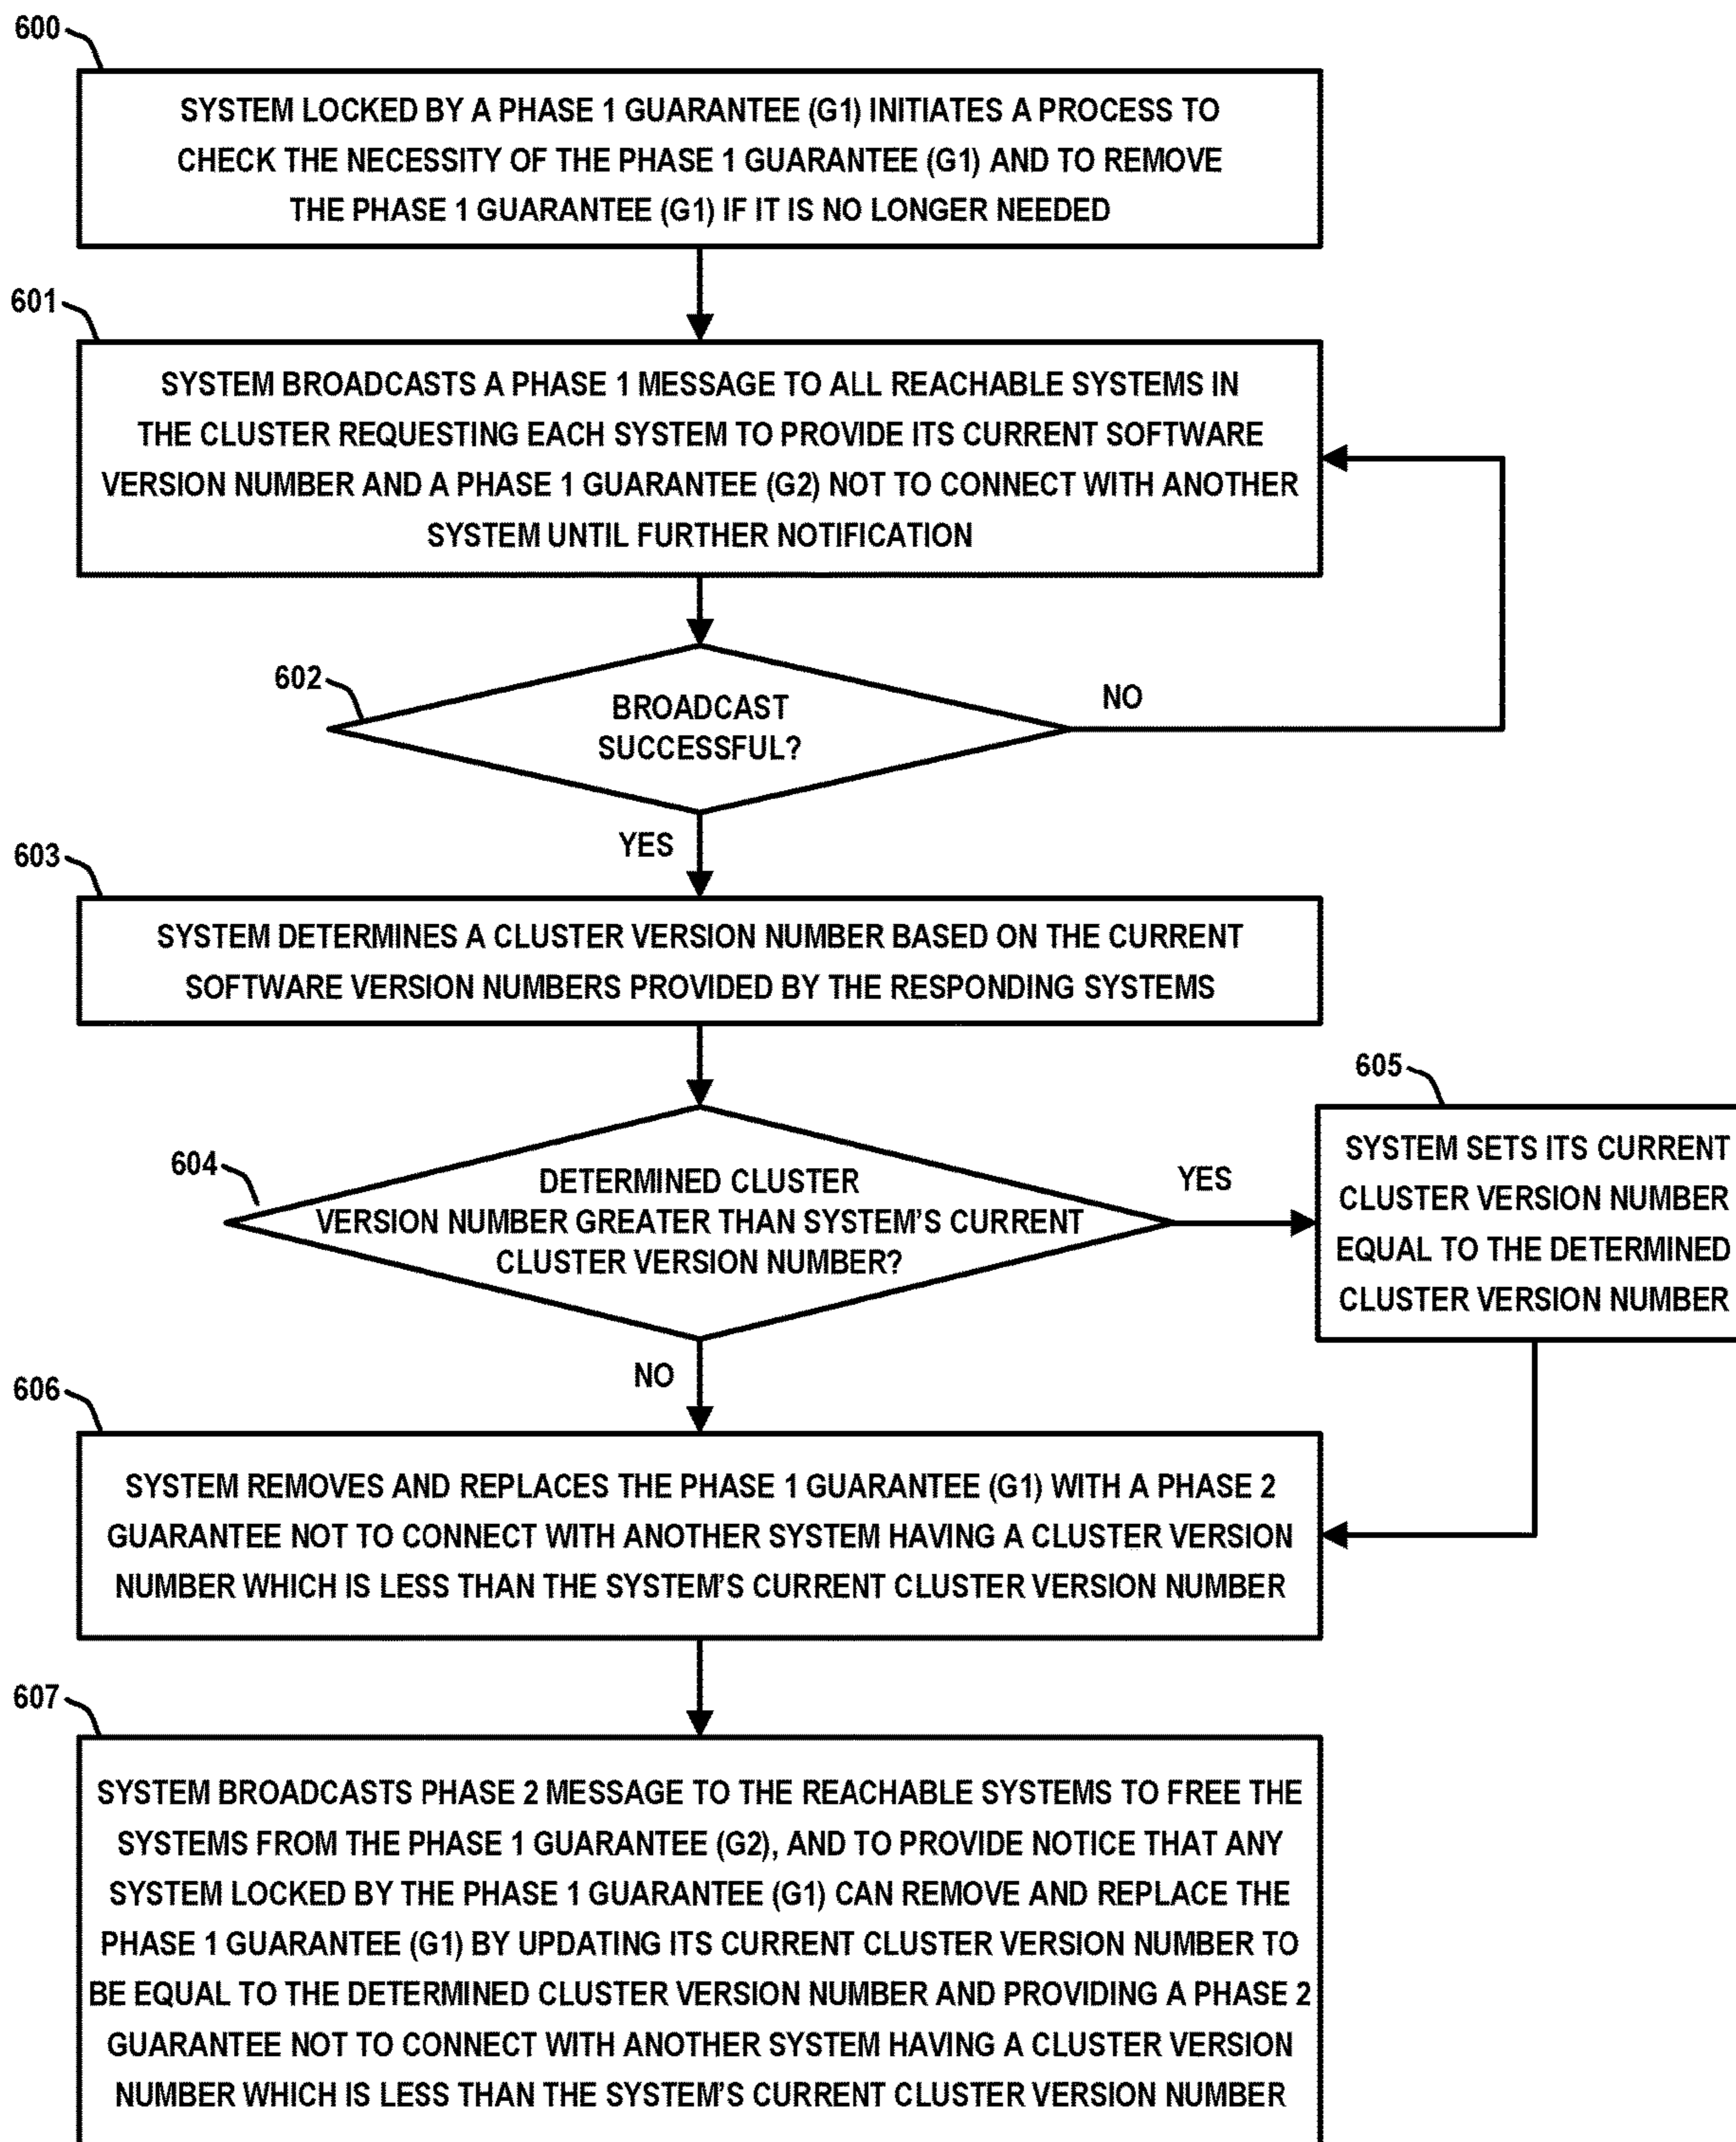 600
SYSTEM LOCKED BY A PHASE 1 GUARANTEE (G1) INITIATES A PROCESS TO
CHECK THE NECESSITY OF THE PHASE 1 GUARANTEE (G1) AND TO REMOVE
THE PHASE 1 GUARANTEE (G1) IF IT IS NO LONGER NEEDED
601
SYSTEM BROADCASTS A PHASE 1 MESSAGE TO ALL REACHABLE SYSTEMS IN
THE CLUSTER REQUESTING EACH SYSTEM TO PROVIDE ITS CURRENT SOFTWARE
VERSION NUMBER AND A PHASE 1 GUARANTEE (G2) NOT TO CONNECT WITH ANOTHER
SYSTEM UNTIL FURTHER NOTIFICATION
602
BROADCAST
SUCCESSFUL?
NO
YES
603
SYSTEM DETERMINES A CLUSTER VERSION NUMBER BASED ON THE CURRENT
SOFTWARE VERSION NUMBERS PROVIDED BY THE RESPONDING SYSTEMS
604
DETERMINED CLUSTER
VERSION NUMBER GREATER THAN SYSTEM'S CURRENT
CLUSTER VERSION NUMBER?
YES
605
SYSTEM SETS ITS CURRENT
CLUSTER VERSION NUMBER
EQUAL TO THE DETERMINED
CLUSTER VERSION NUMBER
NO
606
SYSTEM REMOVES AND REPLACES THE PHASE 1 GUARANTEE (G1) WITH A PHASE 2
GUARANTEE NOT TO CONNECT WITH ANOTHER SYSTEM HAVING A CLUSTER VERSION
NUMBER WHICH IS LESS THAN THE SYSTEM'S CURRENT CLUSTER VERSION NUMBER
607
SYSTEM BROADCASTS PHASE 2 MESSAGE TO THE REACHABLE SYSTEMS TO FREE THE
SYSTEMS FROM THE PHASE 1 GUARANTEE (G2), AND TO PROVIDE NOTICE THAT ANY
SYSTEM LOCKED BY THE PHASE 1 GUARANTEE (G1) CAN REMOVE AND REPLACE THE
PHASE 1 GUARANTEE (G1) BY UPDATING ITS CURRENT CLUSTER VERSION NUMBER TO
BE EQUAL TO THE DETERMINED CLUSTER VERSION NUMBER AND PROVIDING A PHASE 2
GUARANTEE NOT TO CONNECT WITH ANOTHER SYSTEM HAVING A CLUSTER VERSION
NUMBER WHICH IS LESS THAN THE SYSTEM'S CURRENT CLUSTER VERSION NUMBER